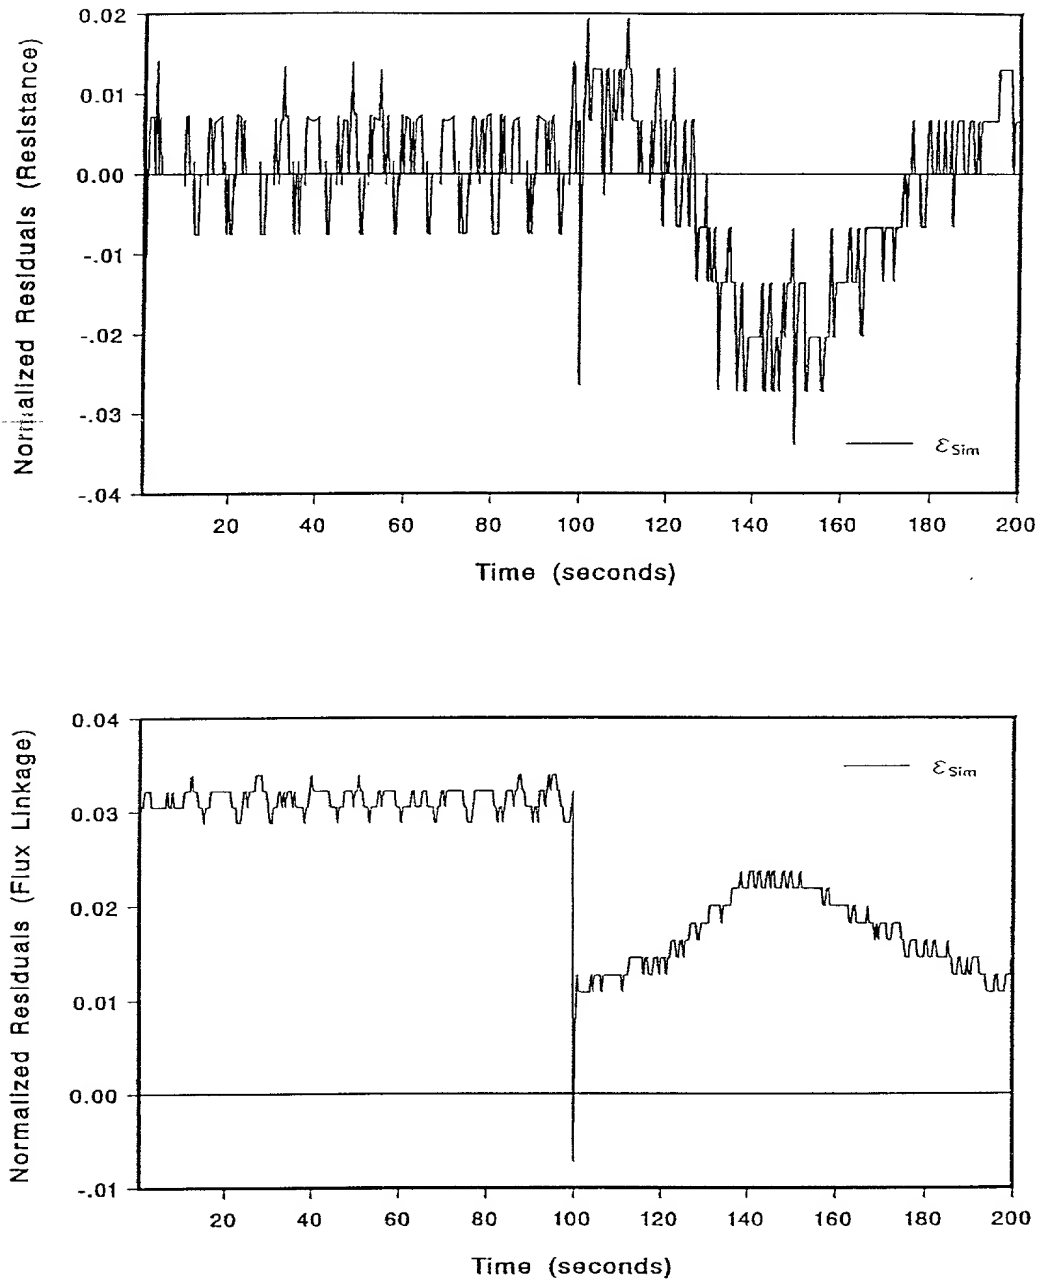 Normalized Residuals (Resistance)
0.02
0.01
0.00
-.01
-.02
-.03
-.04
εSim
20 40 60 80 100 120 140 160 180 200
Time (seconds)
Normalized Residuals (Flux Linkage)
0.04
0.03
0.02
0.01
0.00
-.01
εSim
20 40 60 80 100 120 140 160 180 200
Time (seconds)